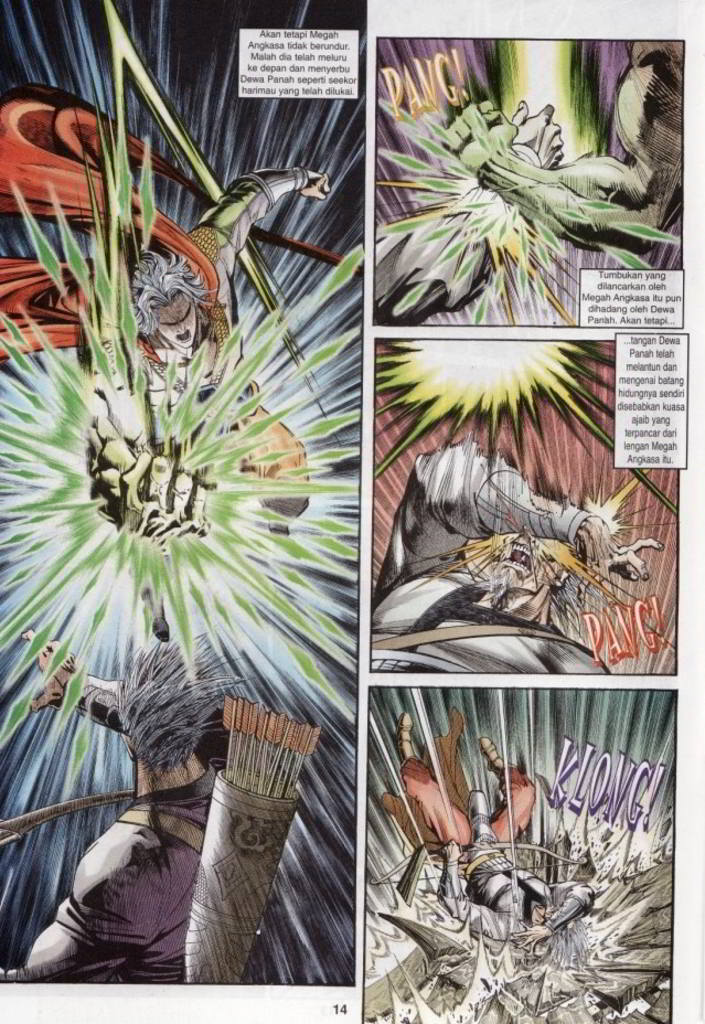 Akan tetapi Megah
Angkasa tidak berundur.
Malah dia telah meluru
ke depan dan menyerbu
Dewa Panah seperti seekor
harimau yang telah dilukai.
PANG!
Tumbukan yang
dilancarkan oleh
Megah Angkasa itu pun
dihadang oleh Dewa
Panah. Akan tetapi...
...tangan Dewa
Panah telah
melantun dan
mengenai batang
hidungnya sendiri
disebabkan kuasa
ajaib yang
terpancar dari
lengan Megah
Angkasa itu.
PANG!
KLONG!
14